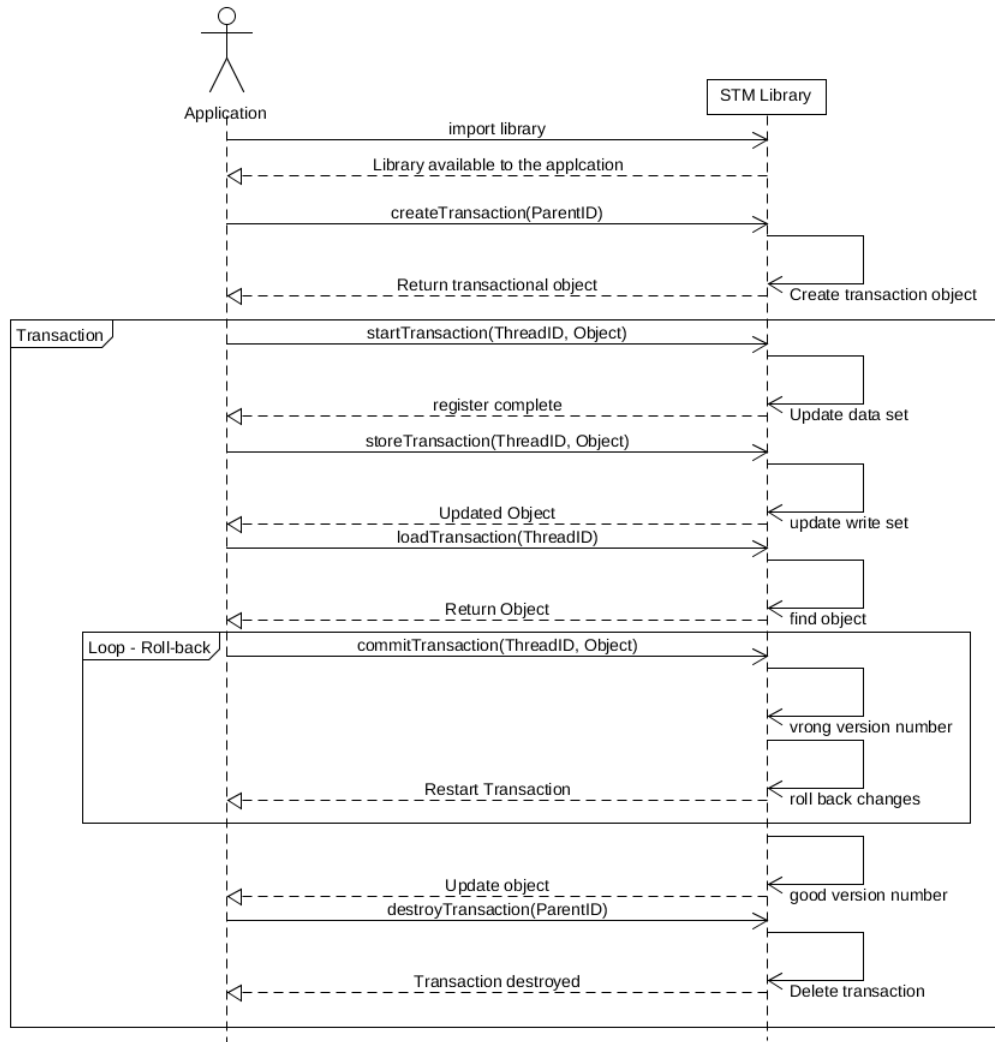 STM Library
Application
import library
Library available to the applcation
createTransaction(ParentID)
Return transactional object
Create transaction object
Transaction
startTransaction(ThreadID, Object)
register complete
Update data set
storeTransaction(ThreadID, Object)
Updated Object
update write set
loadTransaction(ThreadID)
Return Object
find object
Loop - Roll-back
commitTransaction(ThreadID, Object)
vrong version number
Restart Transaction
roll back changes
Update object
good version number
destroyTransaction(ParentID)
Transaction destroyed
Delete transaction